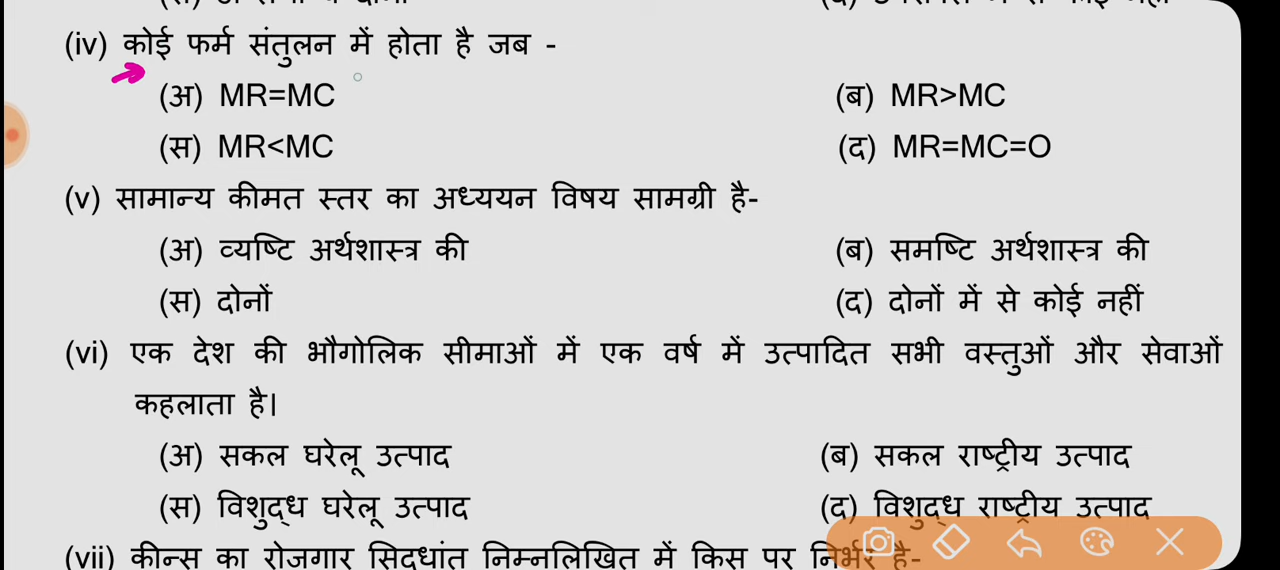 (iv) कोई फर्म संतुलन में होता है जब -
(अ) MR=MC (ब) MR>MC
(स) MR<MC (द) MR=MC=O
(v) सामान्य कीमत स्तर का अध्ययन विषय सामग्री है-
(अ) व्यष्टि अर्थशास्त्र की (ब) समष्टि अर्थशास्त्र की
(स) दोनों (द) दोनों में से कोई नहीं
(vi) एक देश की भौगोलिक सीमाओं में एक वर्ष में उत्पादित सभी वस्तुओं और सेवाओं
कहलाता है।
(अ) सकल घरेलू उत्पाद (ब) सकल राष्ट्रीय उत्पाद
(स) विशुद्ध घरेलू उत्पाद (द) विशुद्ध राष्ट्रीय उत्पाद
(vii) कीन्स का रोजगार सिद्धांत निम्नलिखित में किस पर निर्भर है-